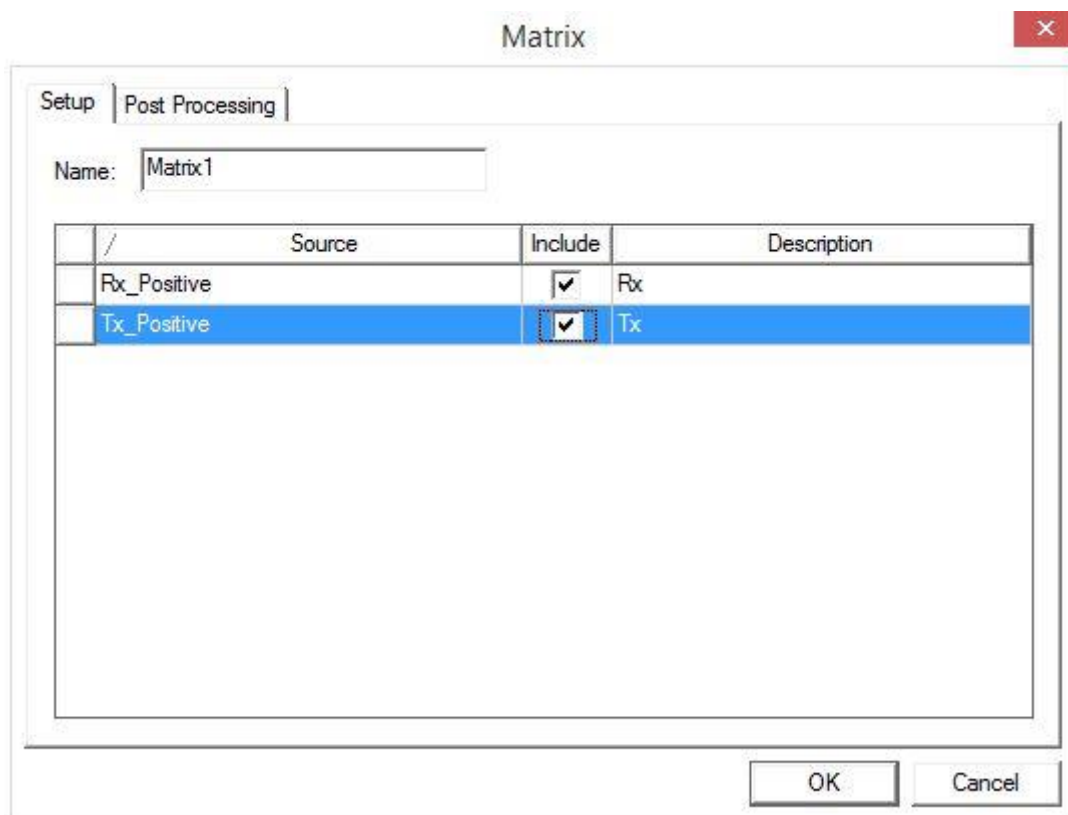 Matrix
Setup Post Processing
Name: Matrix1
/ Source Include Description
Rx_Positive Rx
Tx_Positive Tx
OK Cancel